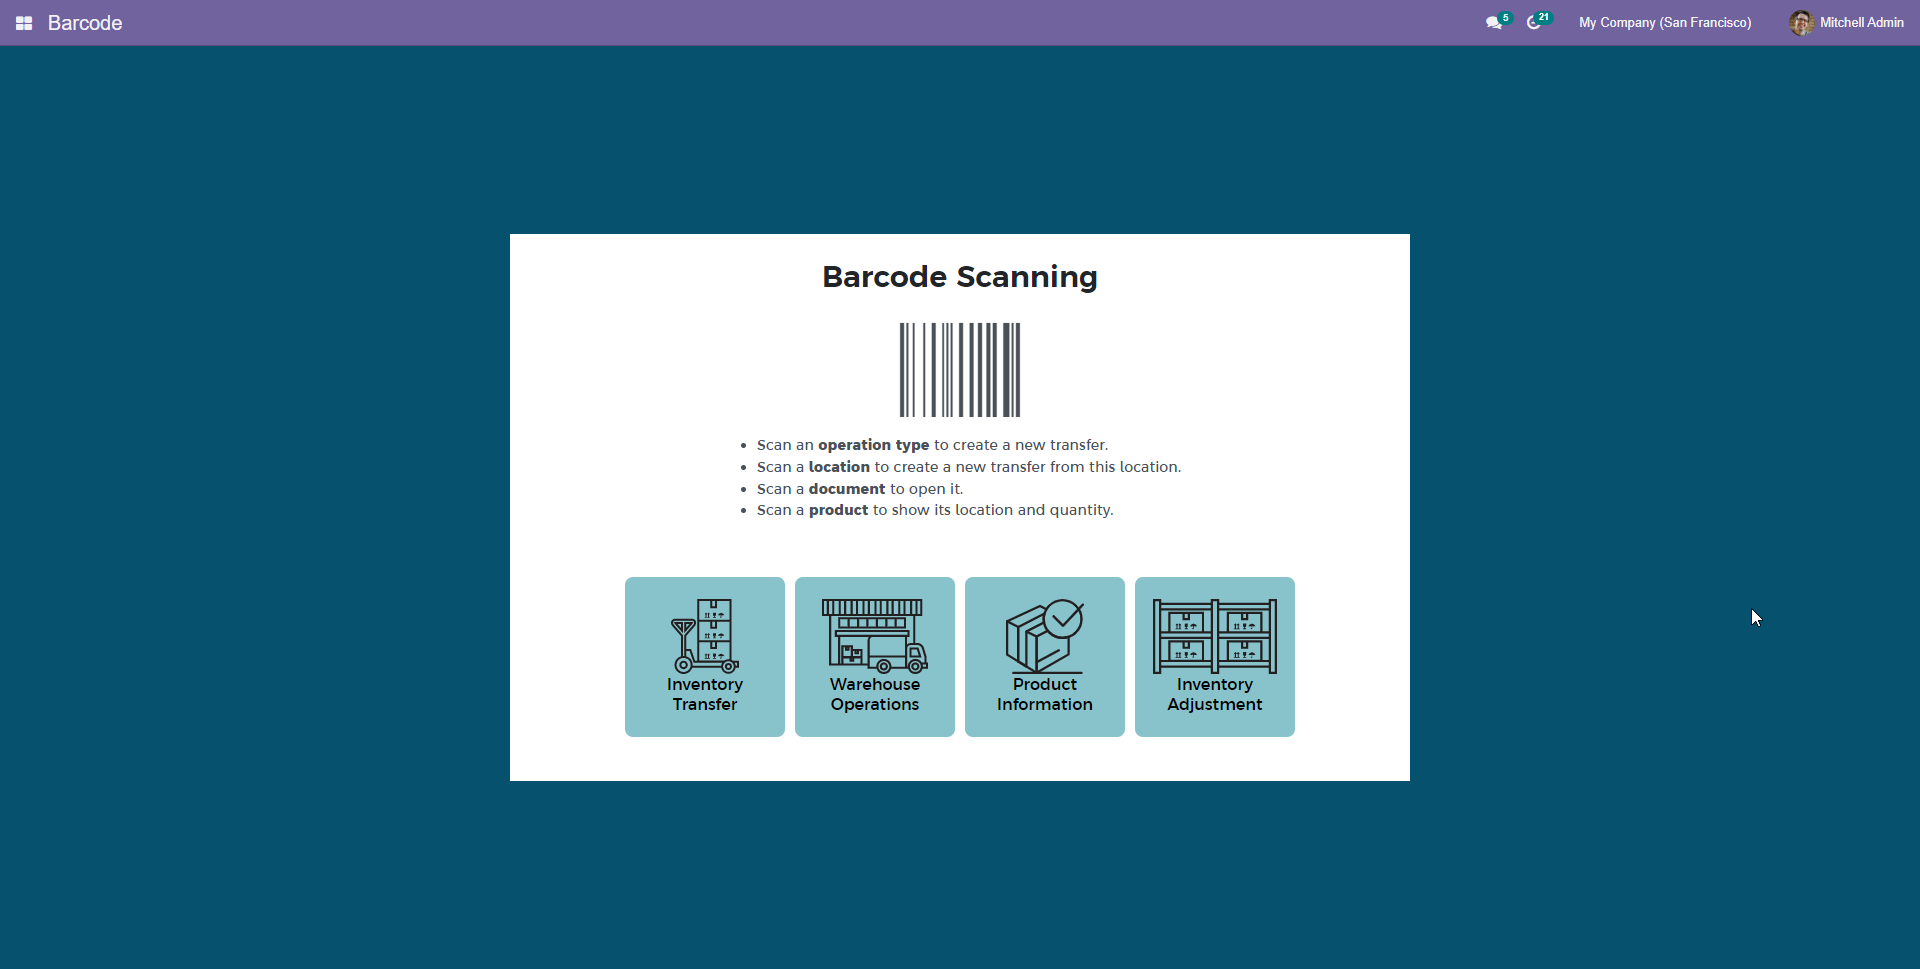 Barcode
5
21
My Company (San Francisco)
Mitchell Admin
Barcode Scanning
Scan an operation type to create a new transfer.
Scan a location to create a new transfer from this location.
Scan a document to open it.
Scan a product to show its location and quantity.
Inventory
Transfer
Warehouse
Operations
Product
Information
Inventory
Adjustment